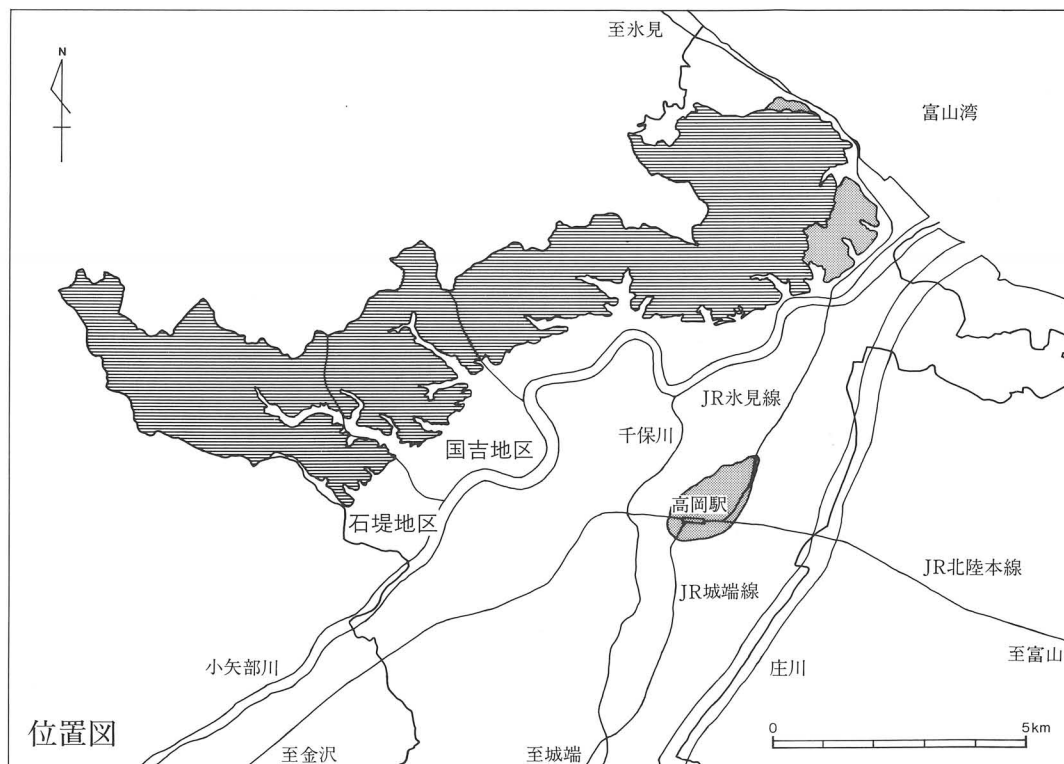 至氷見
N
富山湾
JR氷見線
千保川
国吉地区
高岡駅
石堤地区
JR北陸本線
JR城端線
小矢部川
庄川
至富山
位置図
0
5km
至金沢
至城端